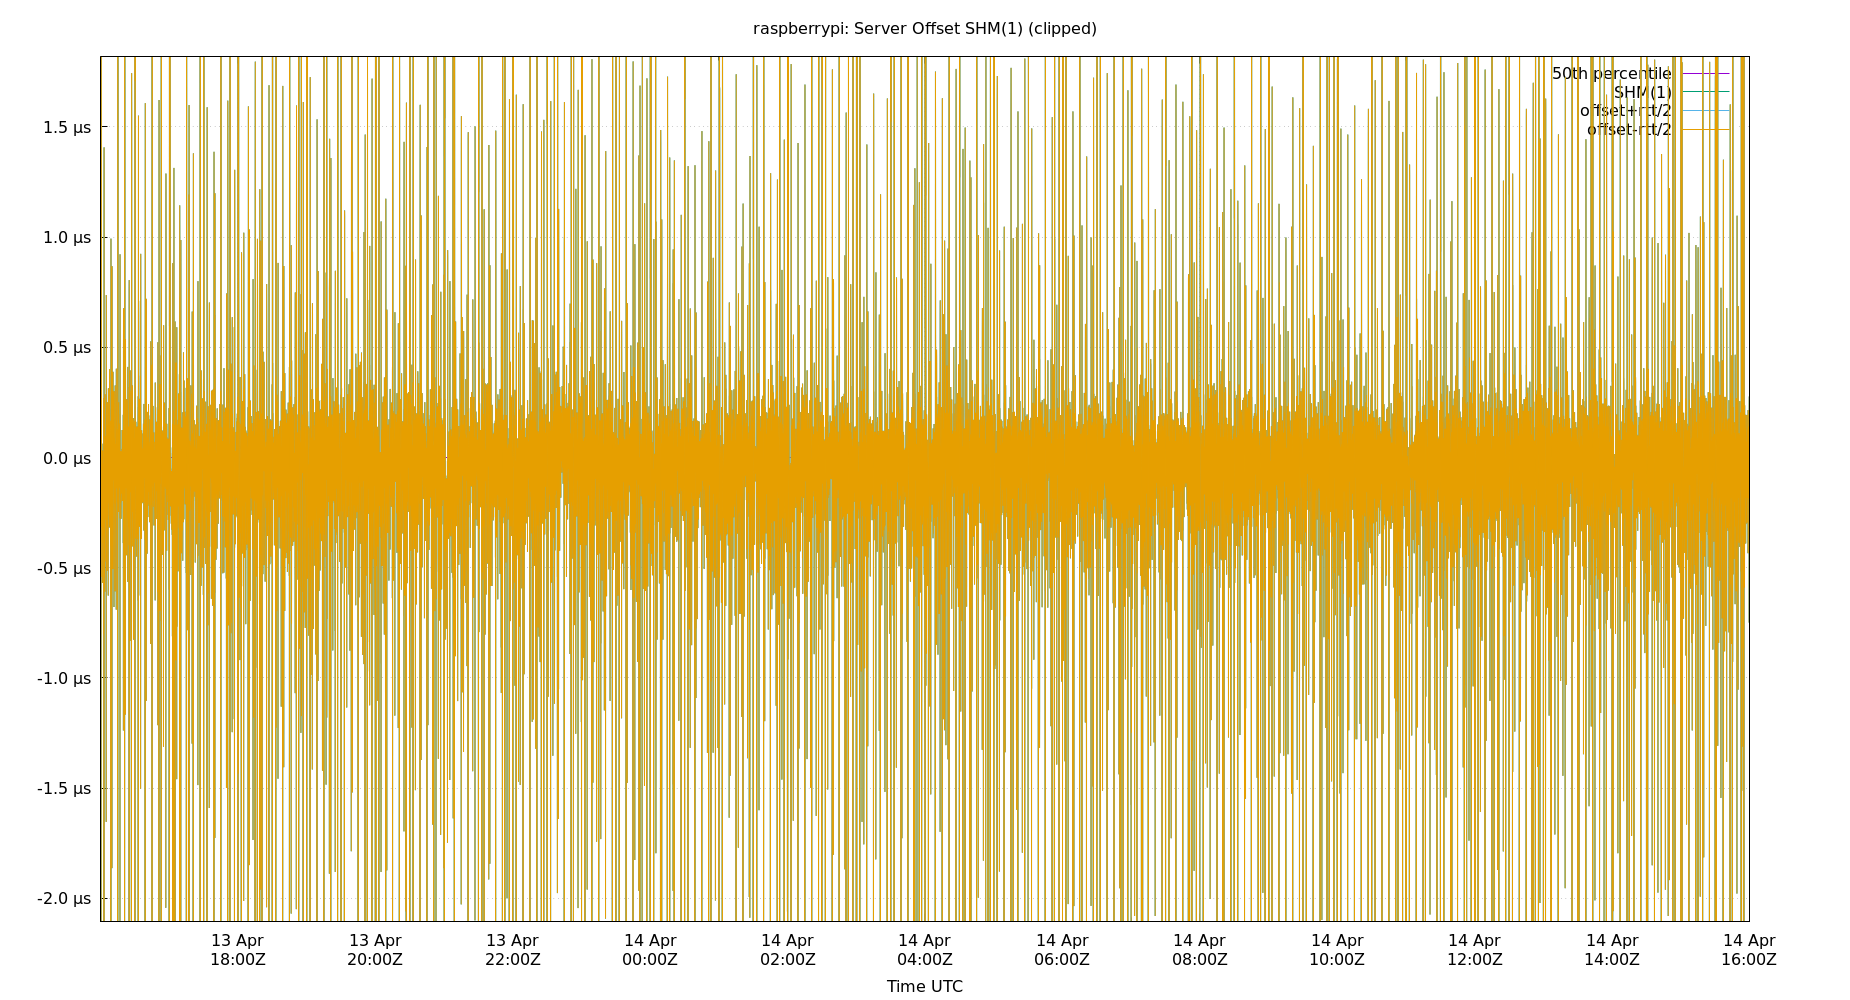 raspberrypi: Server Offset SHM(1) (clipped)
50th percentile
SHM(1)
offset+rtt/2
offset-rtt/2
1.5 µs
1.0 µs
0.5 µs
0.0 µs
-0.5 µs
-1.0 µs
-1.5 µs
-2.0 µs
13 Apr 13 Apr 13 Apr 14 Apr 14 Apr 14 Apr 14 Apr 14 Apr 14 Apr 14 Apr 14 Apr 14 Apr
18:00Z 20:00Z 22:00Z 00:00Z 02:00Z 04:00Z 06:00Z 08:00Z 10:00Z 12:00Z 14:00Z 16:00Z
Time UTC